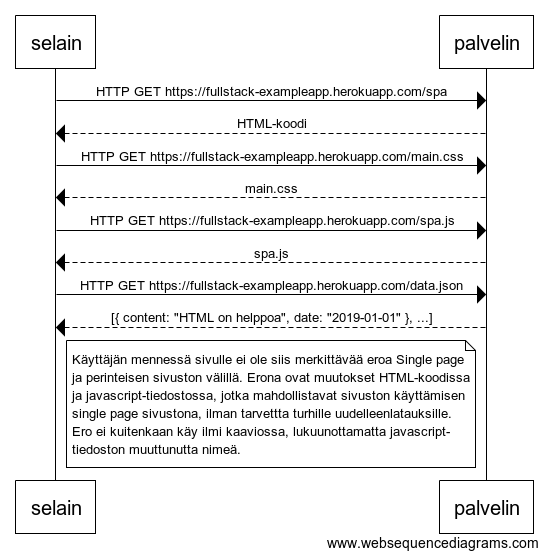 selain
palvelin
HTTP GET https://fullstack-exampleapp.herokuapp.com/spa
HTML-koodi
HTTP GET https://fullstack-exampleapp.herokuapp.com/main.css
main.css
HTTP GET https://fullstack-exampleapp.herokuapp.com/spa.js
spa.js
HTTP GET https://fullstack-exampleapp.herokuapp.com/data.json
[{ content: "HTML on helppoa", date: "2019-01-01" }, ...]
Käyttäjän mennessä sivulle ei ole siis merkittävää eroa Single page
ja perinteisen sivuston välillä. Erona ovat muutokset HTML-koodissa
ja javascript-tiedostossa, jotka mahdollistavat sivuston käyttämisen
single page sivustona, ilman tarvettta turhille uudelleenlatauksille.
Ero ei kuitenkaan käy ilmi kaaviossa, lukuunottamatta javascript-
tiedoston muuttunutta nimeä.
selain
palvelin
www.websequencediagrams.com